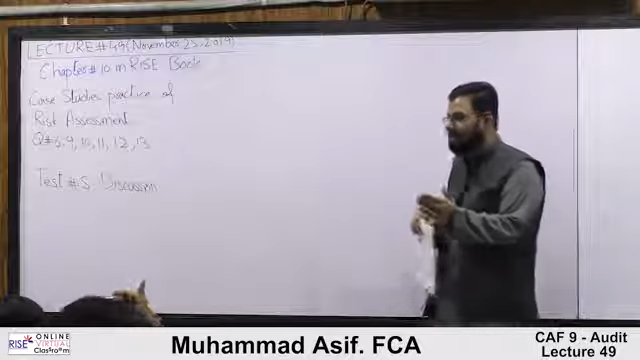 LECTURE#49(November 25, 2019)
Chapter#10 in RISE Book
Case Studies practice of
Risk Assessment
Q# 9, 10, 11, 12, 13
Test #5 Discussion
RISE ONLINE VIRTUAL Classroom
Muhammad Asif. FCA
CAF 9 - Audit
Lecture 49